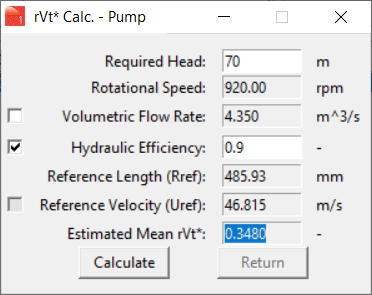 rVt* Calc. - Pump
Required Head: 70 m
Rotational Speed: 920.00 rpm
Volumetric Flow Rate: 4.350 m^3/s
Hydraulic Efficiency: 0.9 -
Reference Length (Rref): 485.93 mm
Reference Velocity (Uref): 46.815 m/s
Estimated Mean rVt*: 0.3480 -
Calculate Return